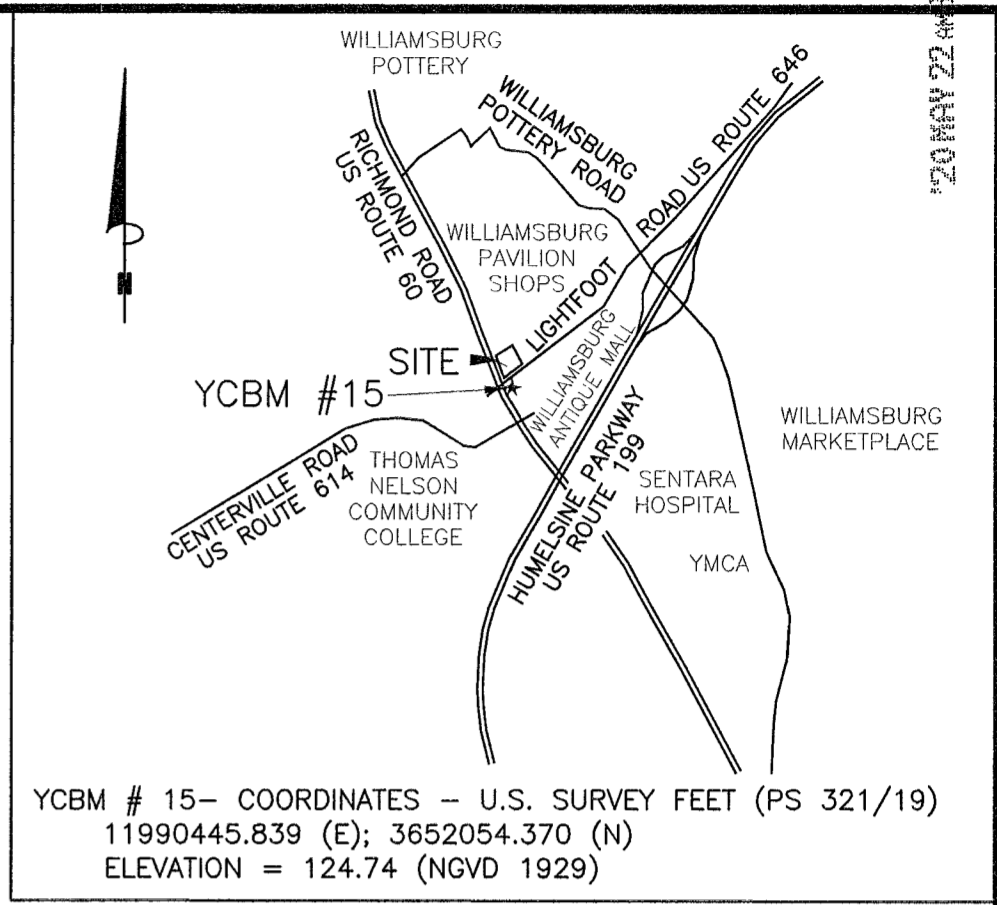 WILLIAMSBURG
POTTERY
WILLIAMSBURG
POTTERY ROAD
ROAD US ROUTE 646
'20 MAY 22
RICHMOND ROAD
US ROUTE 60
WILLIAMSBURG
PAVILION
SHOPS
LIGHTFOOT
SITE
YCBM #15
WILLIAMSBURG
ANTIQUE MALL
WILLIAMSBURG
MARKETPLACE
CENTERVILLE ROAD
US ROUTE 614
THOMAS
NELSON
COMMUNITY
COLLEGE
HUMELSINE PARKWAY
US ROUTE 199
SENTARA
HOSPITAL
YMCA
N
YCBM # 15– COORDINATES – U.S. SURVEY FEET (PS 321/19)
11990445.839 (E); 3652054.370 (N)
ELEVATION = 124.74 (NGVD 1929)